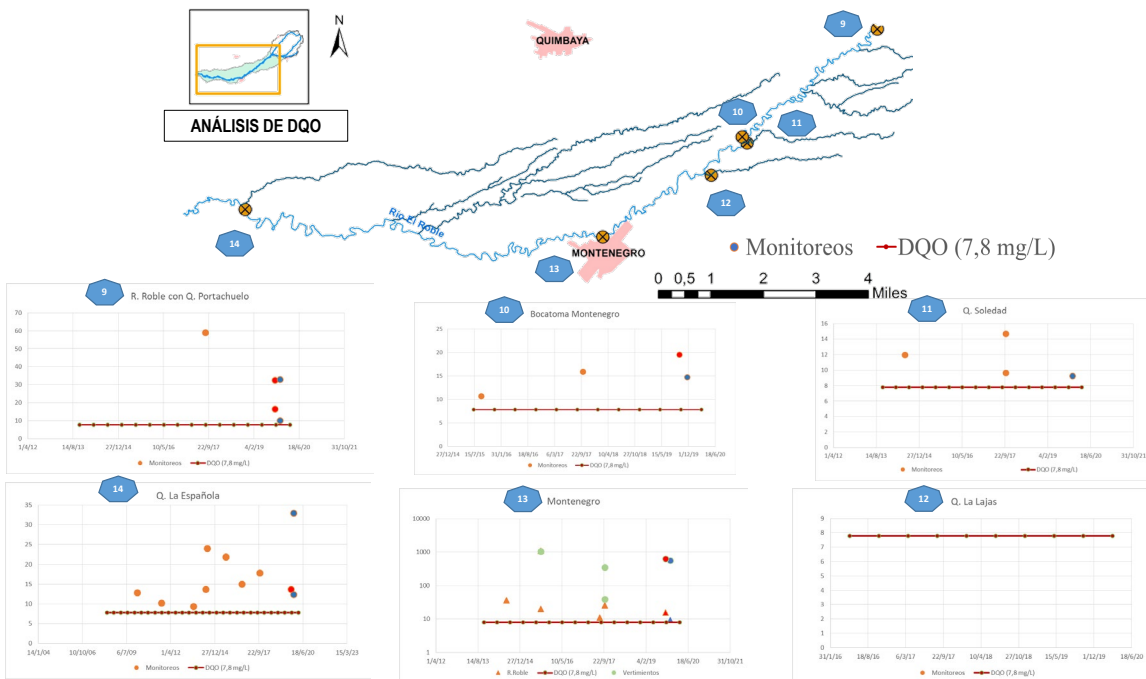 N
QUIMBAYA
9
ANÁLISIS DE DQO
10
11
12
Río El Roble
14
13
MONTENEGRO
Monitoreos
DQO (7,8 mg/L)
0 0,5 1 2 3 4
Miles
9
R. Roble con Q. Portachuelo
70
60
50
40
30
20
10
0
1/4/12 14/8/13 27/12/14 10/5/16 22/9/17 4/2/19 18/6/20 31/10/21
Monitoreos DQO (7,8 mg/L)
10
Bocatoma Montenegro
25
20
15
10
5
0
27/12/14 15/7/15 31/1/16 18/8/16 6/3/17 22/9/17 10/4/18 27/10/18 15/5/19 1/12/19 18/6/20
Monitoreos DQO (7,8 mg/L)
11
Q. Soledad
16
14
12
10
8
6
4
2
0
1/4/12 14/8/13 27/12/14 10/5/16 22/9/17 4/2/19 18/6/20 31/10/21
Monitoreos DQO (7,8 mg/L)
14
Q. La Española
35
30
25
20
15
10
5
0
14/1/04 10/10/06 6/7/09 1/4/12 27/12/14 22/9/17 18/6/20 15/3/23
Monitoreos DQO (7,8 mg/L)
13
Montenegro
10000
1000
100
10
1
1/4/12 14/8/13 27/12/14 10/5/16 22/9/17 4/2/19 18/6/20 31/10/21
R.Roble DQO (7,8 mg/L) Vertimientos
12
Q. La Lajas
9
8
7
6
5
4
3
2
1
0
31/1/16 18/8/16 6/3/17 22/9/17 10/4/18 27/10/18 15/5/19 1/12/19 18/6/20
Monitoreos DQO (7,8 mg/L)